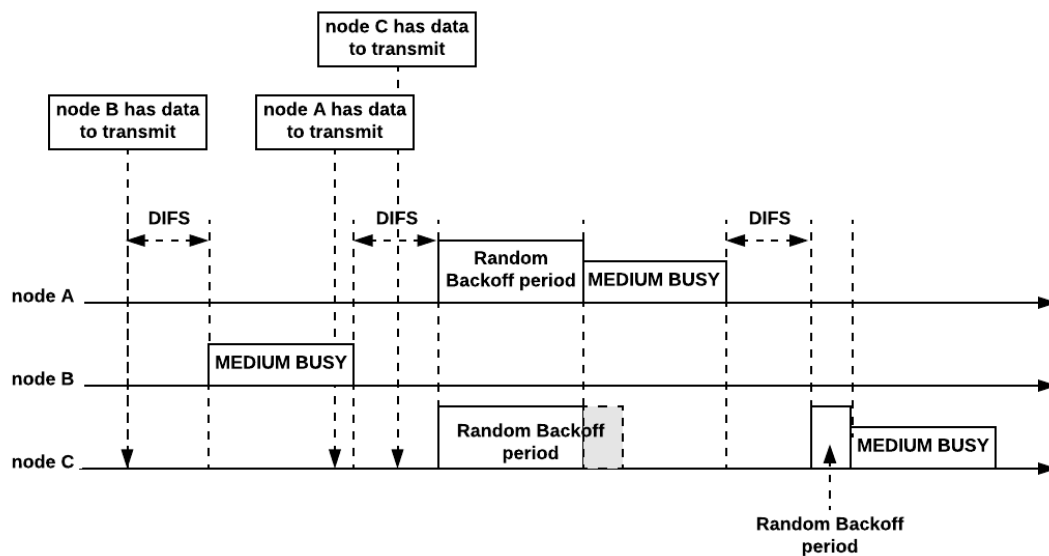 node C has data
to transmit
node B has data
to transmit
node A has data
to transmit
DIFS
DIFS
DIFS
Random
Backoff period
MEDIUM BUSY
node A
MEDIUM BUSY
node B
Random Backoff
period
MEDIUM BUSY
node C
Random Backoff
period